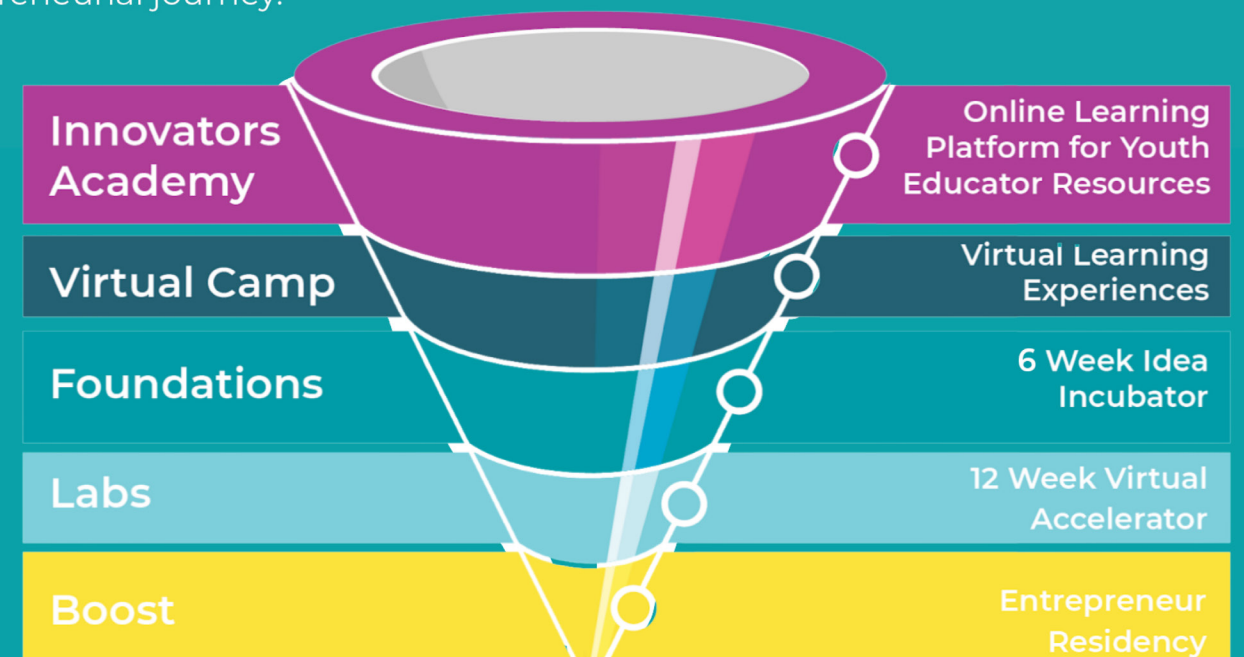 journey.
Innovators
Academy
Online Learning
Platform for Youth
Educator Resources
Virtual Camp
Virtual Learning
Experiences
Foundations
6 Week Idea
Incubator
Labs
12 Week Virtual
Accelerator
Boost
Entrepreneur
Residency